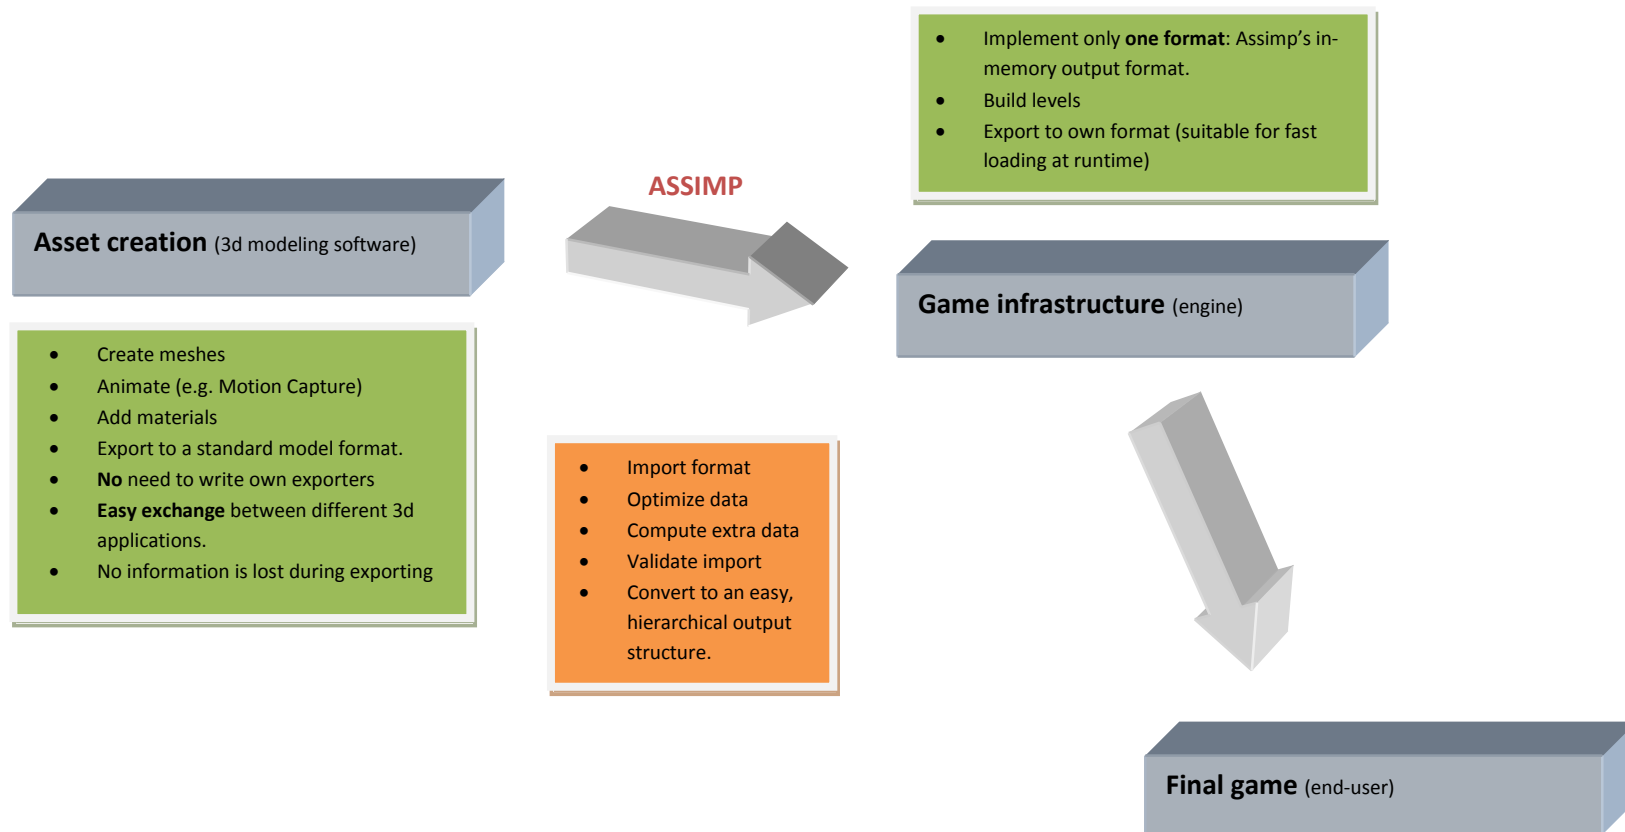 Asset creation (3d modeling software)
• Create meshes
• Animate (e.g. Motion Capture)
• Add materials
• Export to a standard model format.
• No need to write own exporters
• Easy exchange between different 3d
applications.
• No information is lost during exporting
ASSIMP
• Import format
• Optimize data
• Compute extra data
• Validate import
• Convert to an easy,
hierarchical output
structure.
• Implement only one format: Assimp’s in-
memory output format.
• Build levels
• Export to own format (suitable for fast
loading at runtime)
Game infrastructure (engine)
Final game (end-user)